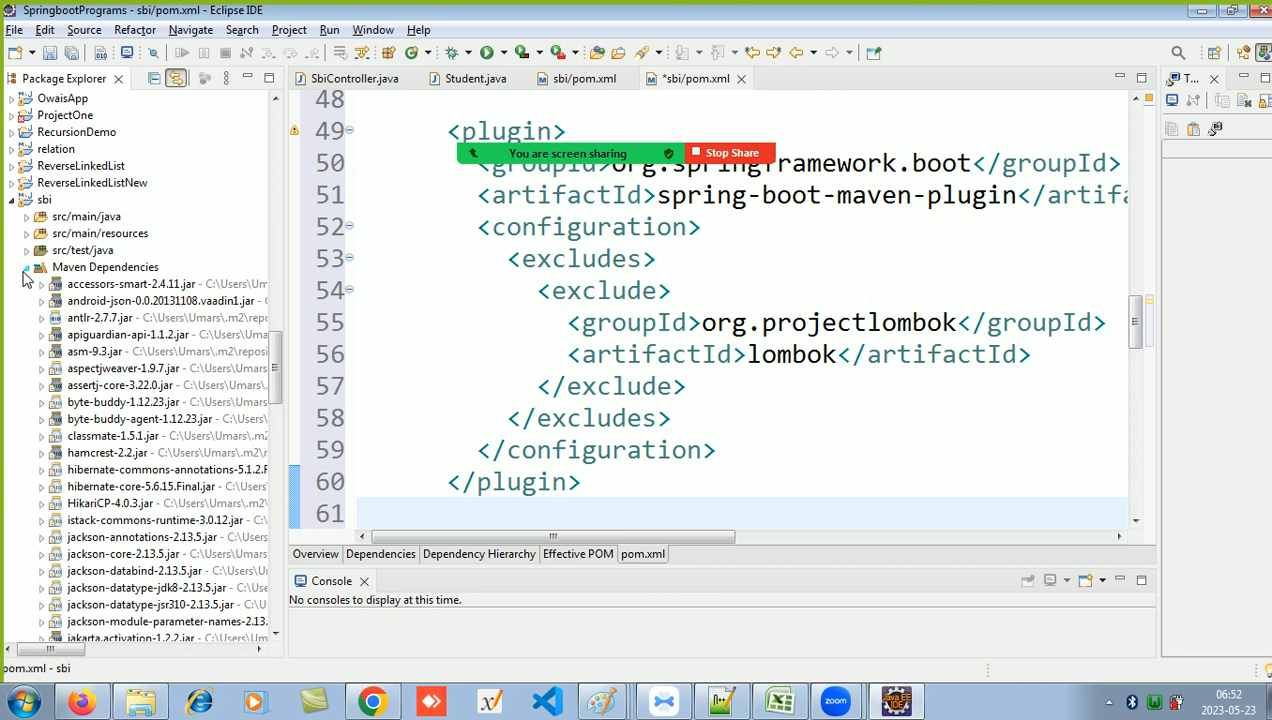 SpringbootPrograms - sbi/pom.xml - Eclipse IDE
File Edit Source Refactor Navigate Search Project Run Window Help
Package Explorer
SbiController.java
Student.java
sbi/pom.xml
*sbi/pom.xml
T...
OwaisApp
ProjectOne
RecursionDemo
relation
ReverseLinkedList
ReverseLinkedListNew
sbi
src/main/java
src/main/resources
src/test/java
Maven Dependencies
accessors-smart-2.4.11.jar - C:\Users\Umar
android-json-0.0.20131108.vaadin1.jar - C:\
antlr-2.7.7.jar - C:\Users\Umars\.m2\repo
apiguardian-api-1.1.2.jar - C:\Users\Umars
asm-9.3.jar - C:\Users\Umars\.m2\reposi
aspectjweaver-1.9.7.jar - C:\Users\Umars\
assertj-core-3.22.0.jar - C:\Users\Umars\.
byte-buddy-1.12.23.jar - C:\Users\Umars\
byte-buddy-agent-1.12.23.jar - C:\Users\
classmate-1.5.1.jar - C:\Users\Umars\.m2
hamcrest-2.2.jar - C:\Users\Umars\.m2\re
hibernate-commons-annotations-5.1.2.F
hibernate-core-5.6.15.Final.jar - C:\Users\
HikariCP-4.0.3.jar - C:\Users\Umars\.m2\
istack-commons-runtime-3.0.12.jar - C:\U
jackson-annotations-2.13.5.jar - C:\Users\
jackson-core-2.13.5.jar - C:\Users\Umars\
jackson-databind-2.13.5.jar - C:\Users\U
jackson-datatype-jdk8-2.13.5.jar - C:\User
jackson-datatype-jsr310-2.13.5.jar - C:\U
jackson-module-parameter-names-2.13.
jakarta.activation-1.2.2.jar - C:\Users\Um
48
49 <plugin>
You are screen sharing Stop Share
50 <groupId>org.springframework.boot</groupId>
51 <artifactId>spring-boot-maven-plugin</artifa
52 <configuration>
53 <excludes>
54 <exclude>
55 <groupId>org.projectlombok</groupId>
56 <artifactId>lombok</artifactId>
57 </exclude>
58 </excludes>
59 </configuration>
60 </plugin>
61
Overview Dependencies Dependency Hierarchy Effective POM pom.xml
Console
No consoles to display at this time.
pom.xml - sbi
zoom
Java EE
IDE
06:52
2023-05-23